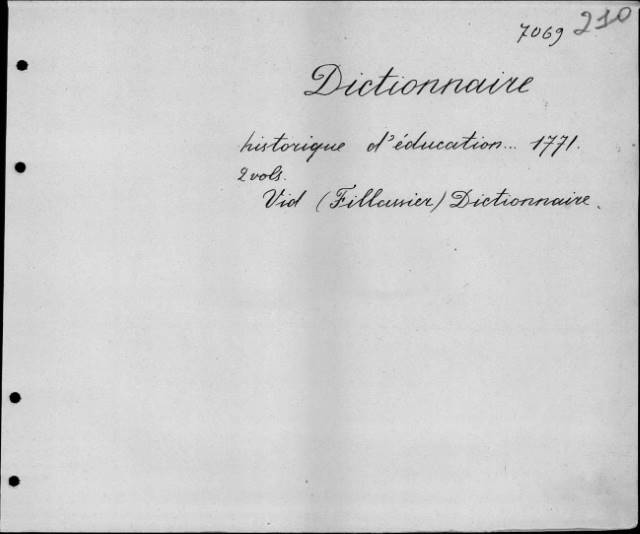 7069 210
Dictionnaire
historique d'éducation... 1771.
2 vols.
Vid (Fillassier) Dictionnaire.